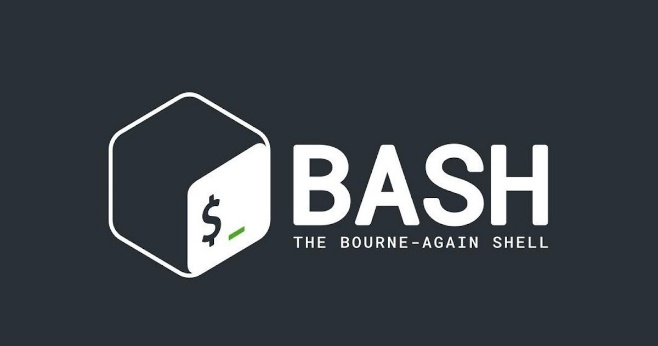 $_
BASH
THE BOURNE-AGAIN SHELL